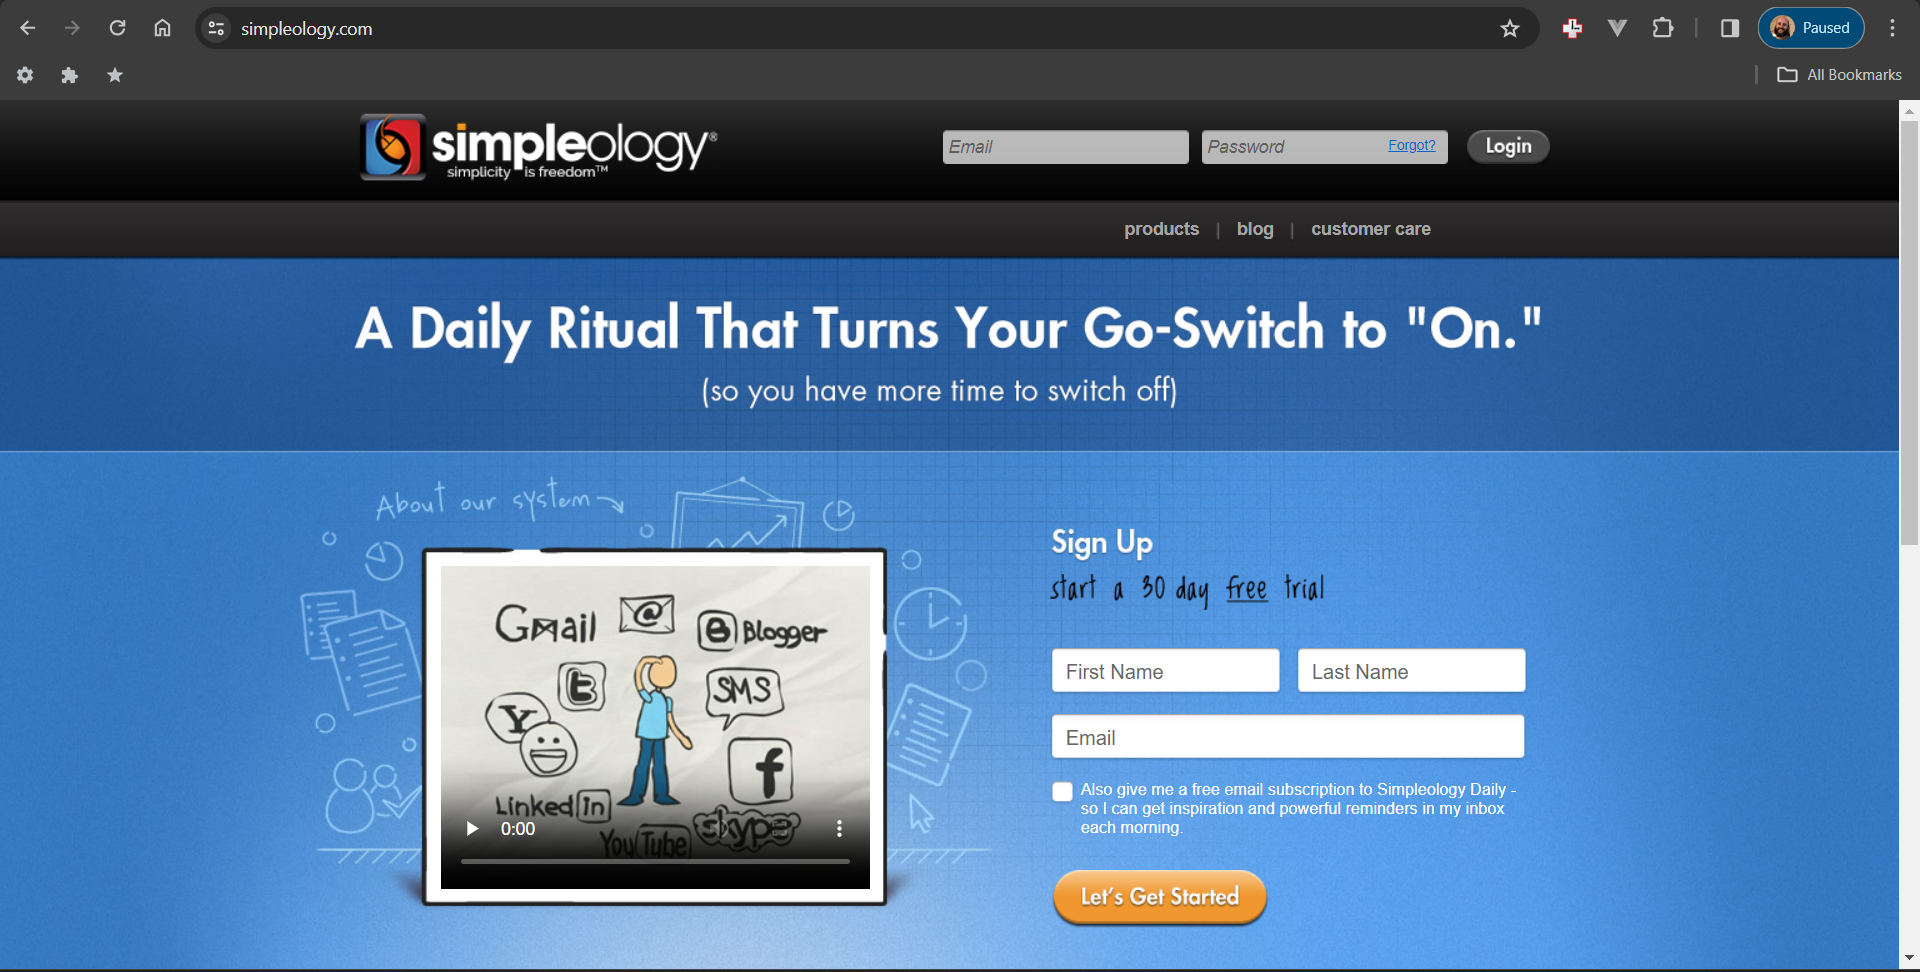 simpleology.com
Paused
All Bookmarks
simpleology®
simplicity is freedom™
Email
Password
Forgot?
Login
products | blog | customer care
A Daily Ritual That Turns Your Go-Switch to "On."
(so you have more time to switch off)
About our system
Sign Up
start a 30 day free trial
Gmail
@
B Blogger
t
SMS
Y
f
Linked in
YouTube
skype
0:00
First Name
Last Name
Email
Also give me a free email subscription to Simpleology Daily -
so I can get inspiration and powerful reminders in my inbox
each morning.
Let's Get Started